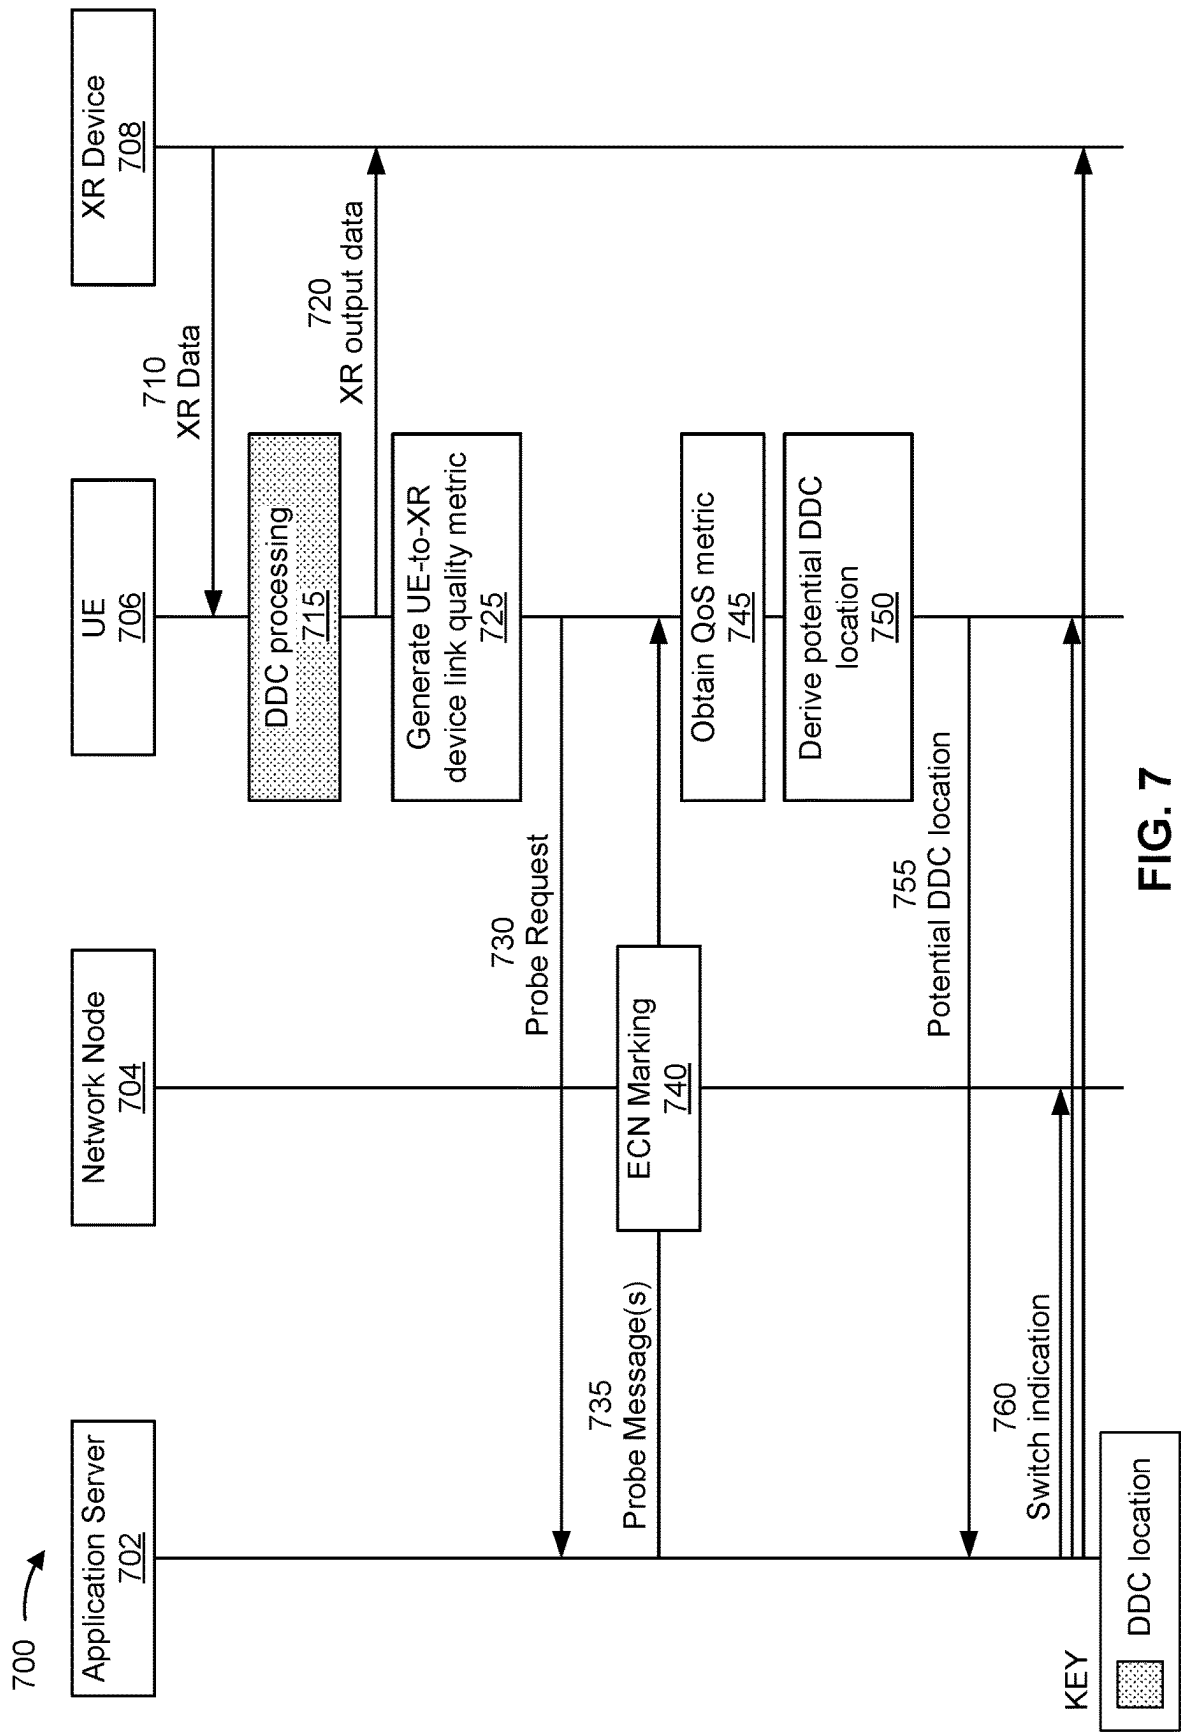 700
Application Server
702
Network Node
704
UE
706
XR Device
708
710
XR Data
DDC processing
715
720
XR output data
Generate UE-to-XR
device link quality metric
725
730
Probe Request
735
Probe Message(s)
ECN Marking
740
Obtain QoS metric
745
Derive potential DDC
location
750
755
Potential DDC location
760
Switch indication
KEY
DDC location
FIG. 7